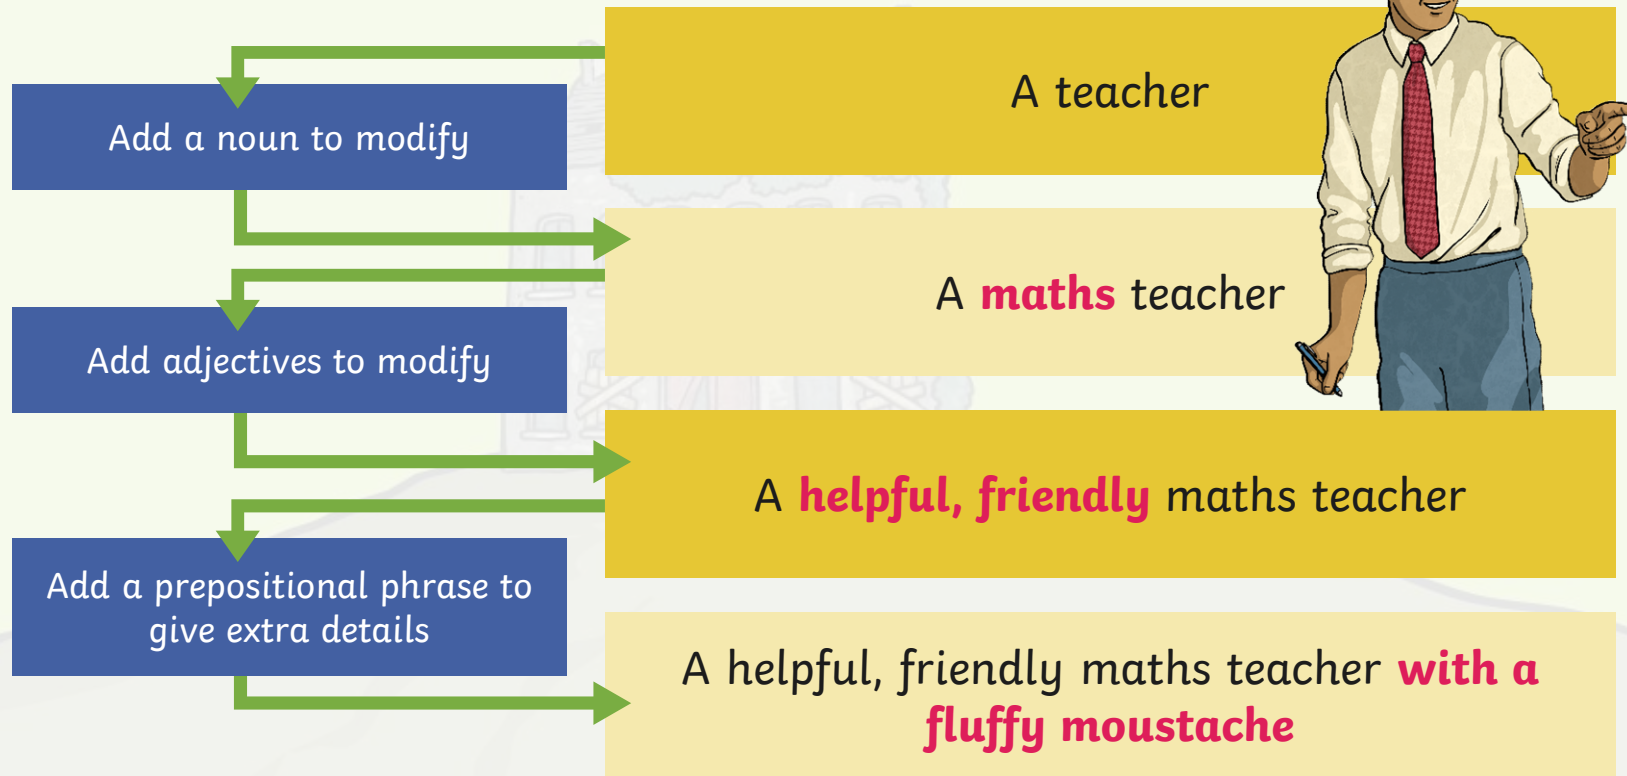 A teacher
Add a noun to modify
A maths teacher
Add adjectives to modify
A helpful, friendly maths teacher
Add a prepositional phrase to
give extra details
A helpful, friendly maths teacher with a
fluffy moustache